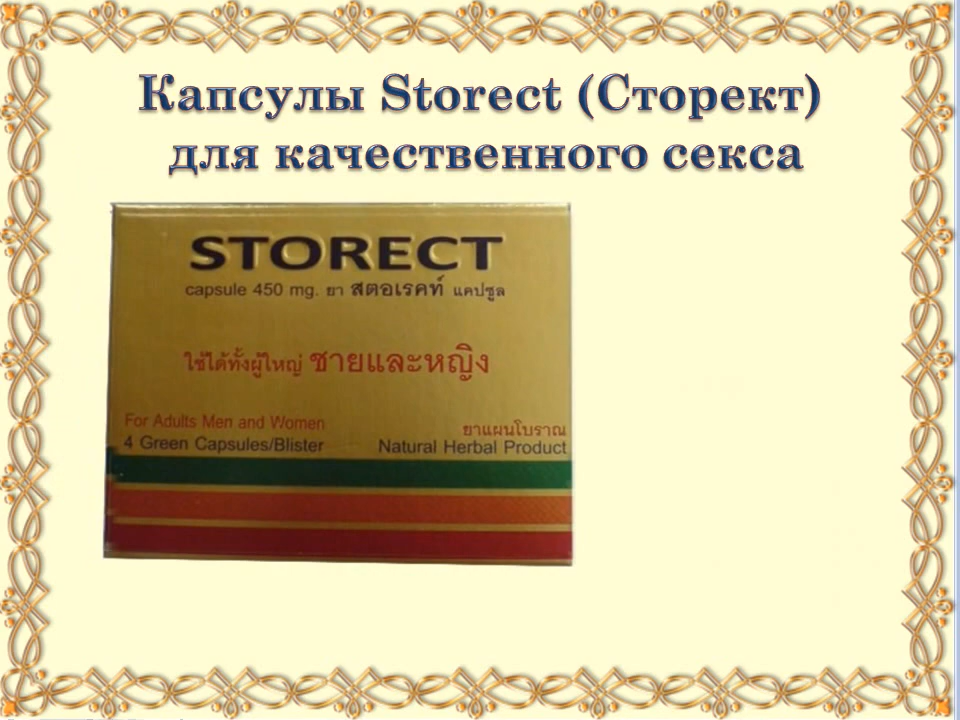 Капсулы Storect (Сторект)
для качественного секса
STORECT
capsule 450 mg. ยา สตอเรคท์ แคปซูล
ใช้ได้ทั้งผู้ใหญ่ ชายและหญิง
For Adults Men and Women
4 Green Capsules/Blister
ยาแผนโบราณ
Natural Herbal Product